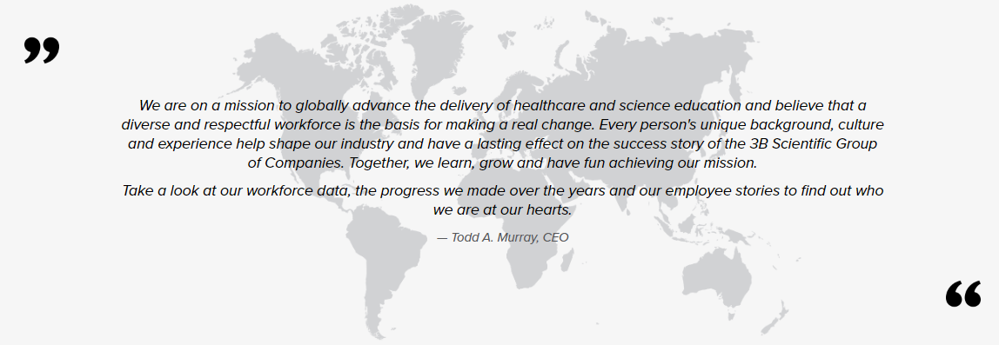 ”
We are on a mission to globally advance the delivery of healthcare and science education and believe that a
diverse and respectful workforce is the basis for making a real change. Every person's unique background, culture
and experience help shape our industry and have a lasting effect on the success story of the 3B Scientific Group
of Companies. Together, we learn, grow and have fun achieving our mission.
Take a look at our workforce data, the progress we made over the years and our employee stories to find out who
we are at our hearts.
— Todd A. Murray, CEO
“